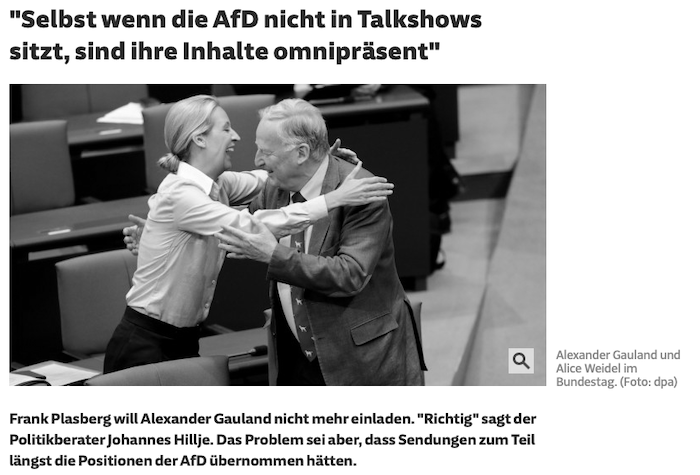 "Selbst wenn die AfD nicht in Talkshows
sitzt, sind ihre Inhalte omnipräsent"
Alexander Gauland und
Alice Weidel im
Bundestag. (Foto: dpa)
Frank Plasberg will Alexander Gauland nicht mehr einladen. "Richtig" sagt der
Politikberater Johannes Hillje. Das Problem sei aber, dass Sendungen zum Teil
längst die Positionen der AfD übernommen hätten.